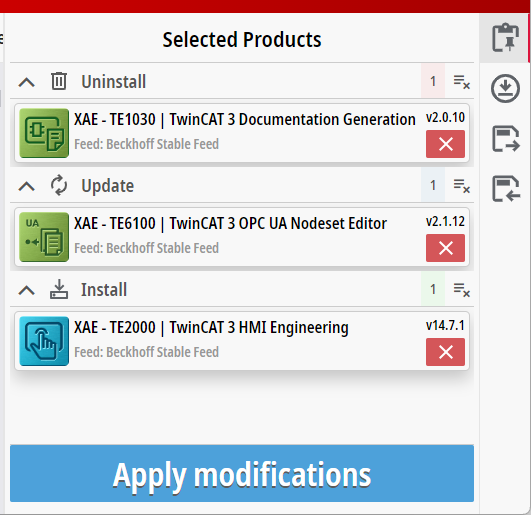 Selected Products
Uninstall 1
XAE - TE1030 | TwinCAT 3 Documentation Generation v2.0.10
Feed: Beckhoff Stable Feed
Update 1
UA
XAE - TE6100 | TwinCAT 3 OPC UA Nodeset Editor v2.1.12
Feed: Beckhoff Stable Feed
Install 1
XAE - TE2000 | TwinCAT 3 HMI Engineering v14.7.1
Feed: Beckhoff Stable Feed
Apply modifications